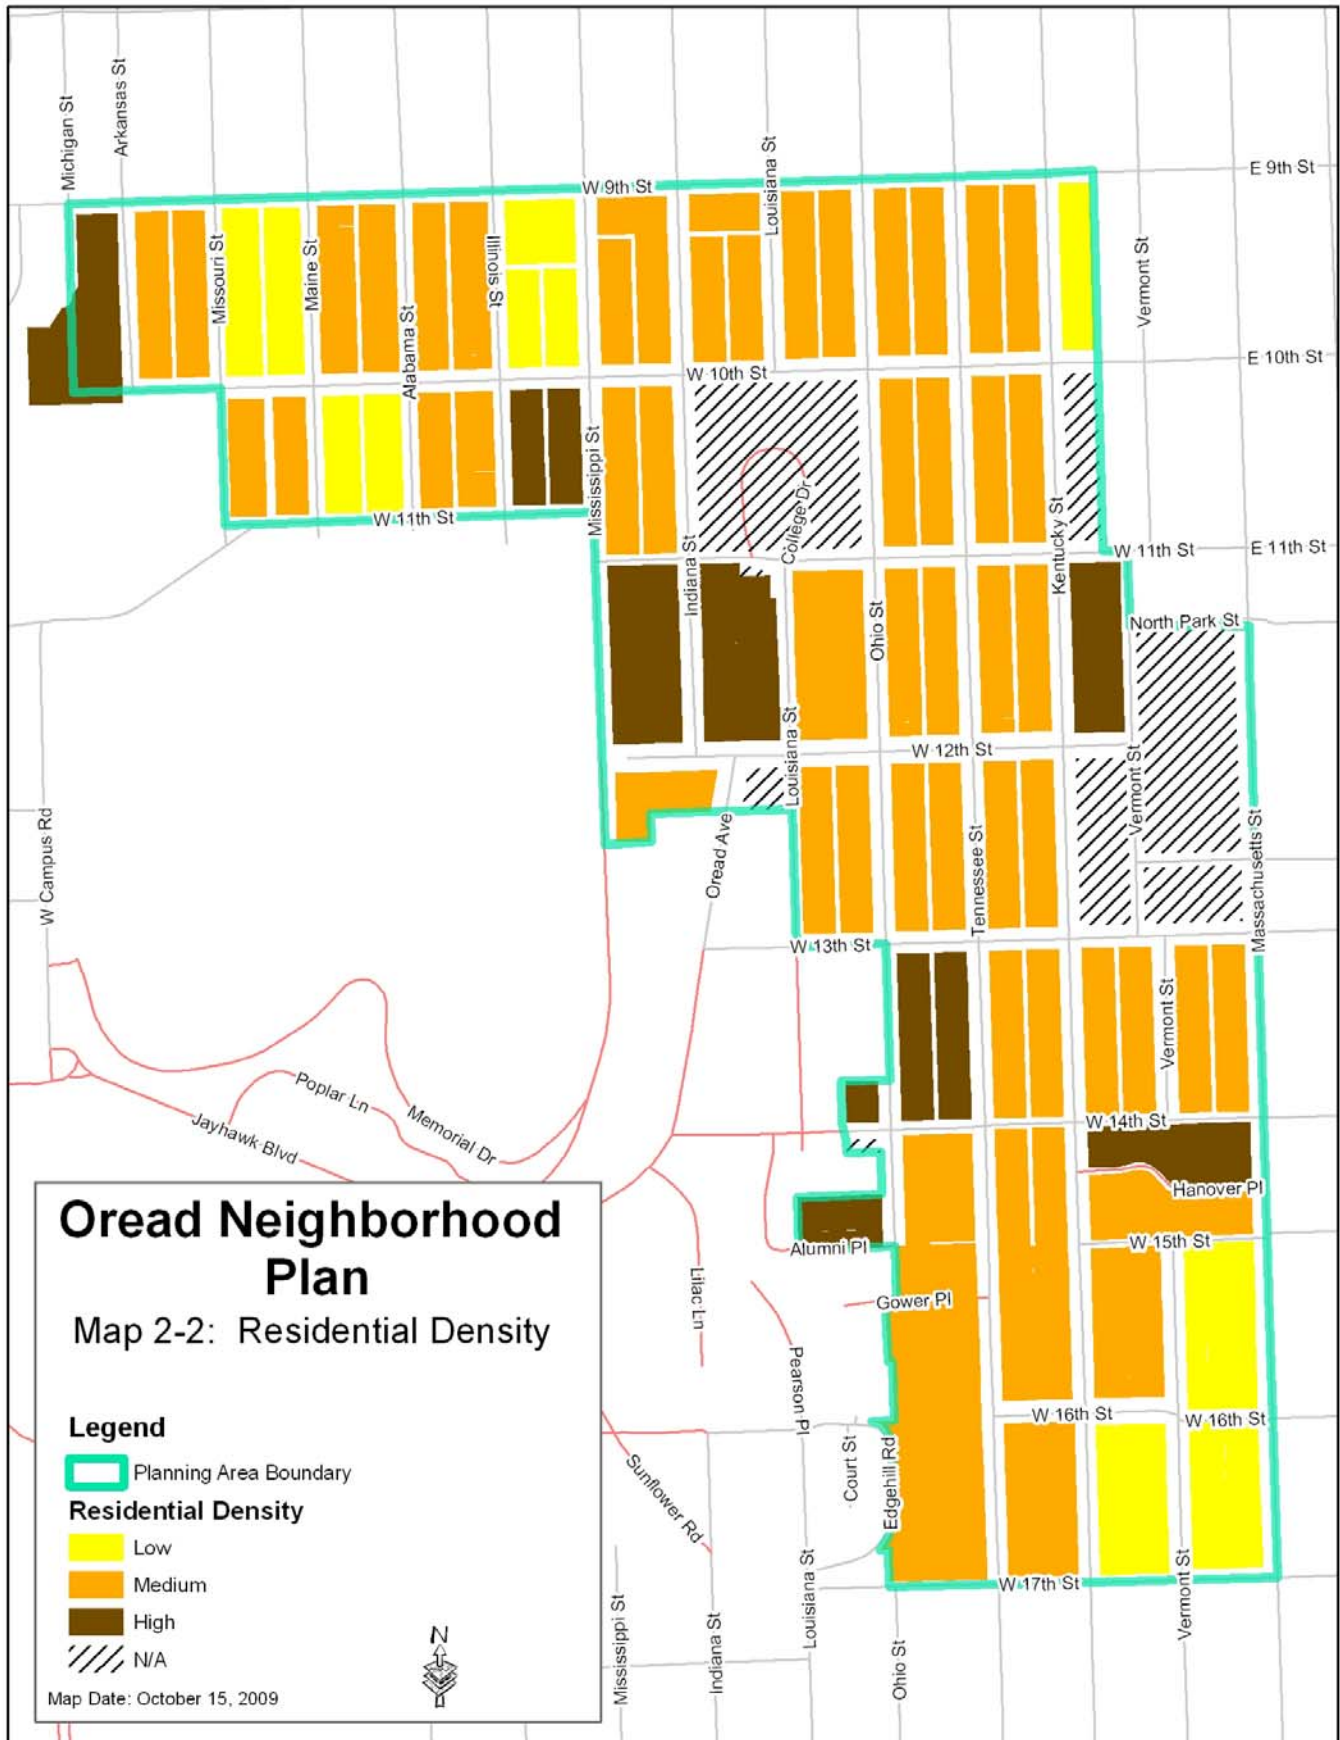 Michigan St
Arkansas St
Louisiana St
E 9th St
W 9th St
Missouri St
Maine St
Alabama St
Illinois St
Vermont St
E 10th St
W 10th St
W 11th St
Mississippi St
Indiana St
College Dr
Kentucky St
W 11th St
E 11th St
North Park St
Ohio St
Louisiana St
W 12th St
Vermont St
Oread Ave
Tennessee St
Massachusetts St
W Campus Rd
W 13th St
Vermont St
Poplar Ln
Memorial Dr
Jayhawk Blvd
W 14th St
Hanover Pl
Alumni Pl
W 15th St
Lilac Ln
Gower Pl
Pearson Pl
W 16th St
W 16th St
Sunflower Rd
Court St
Edgehill Rd
W 17th St
Mississippi St
Indiana St
Louisiana St
Ohio St
Vermont St
Oread Neighborhood
Plan
Map 2-2: Residential Density
Legend
Planning Area Boundary
Residential Density
Low
Medium
High
N/A
N
Map Date: October 15, 2009